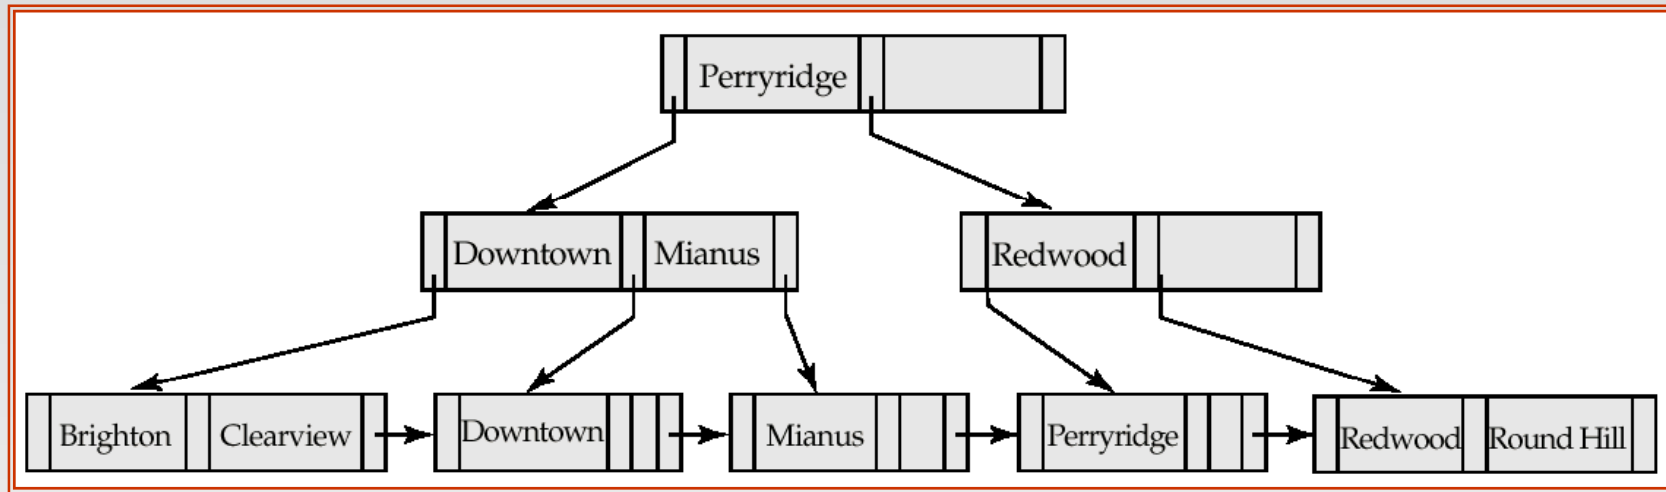 Perryridge
Downtown Mianus
Redwood
Brighton Clearview
Downtown
Mianus
Perryridge
Redwood Round Hill